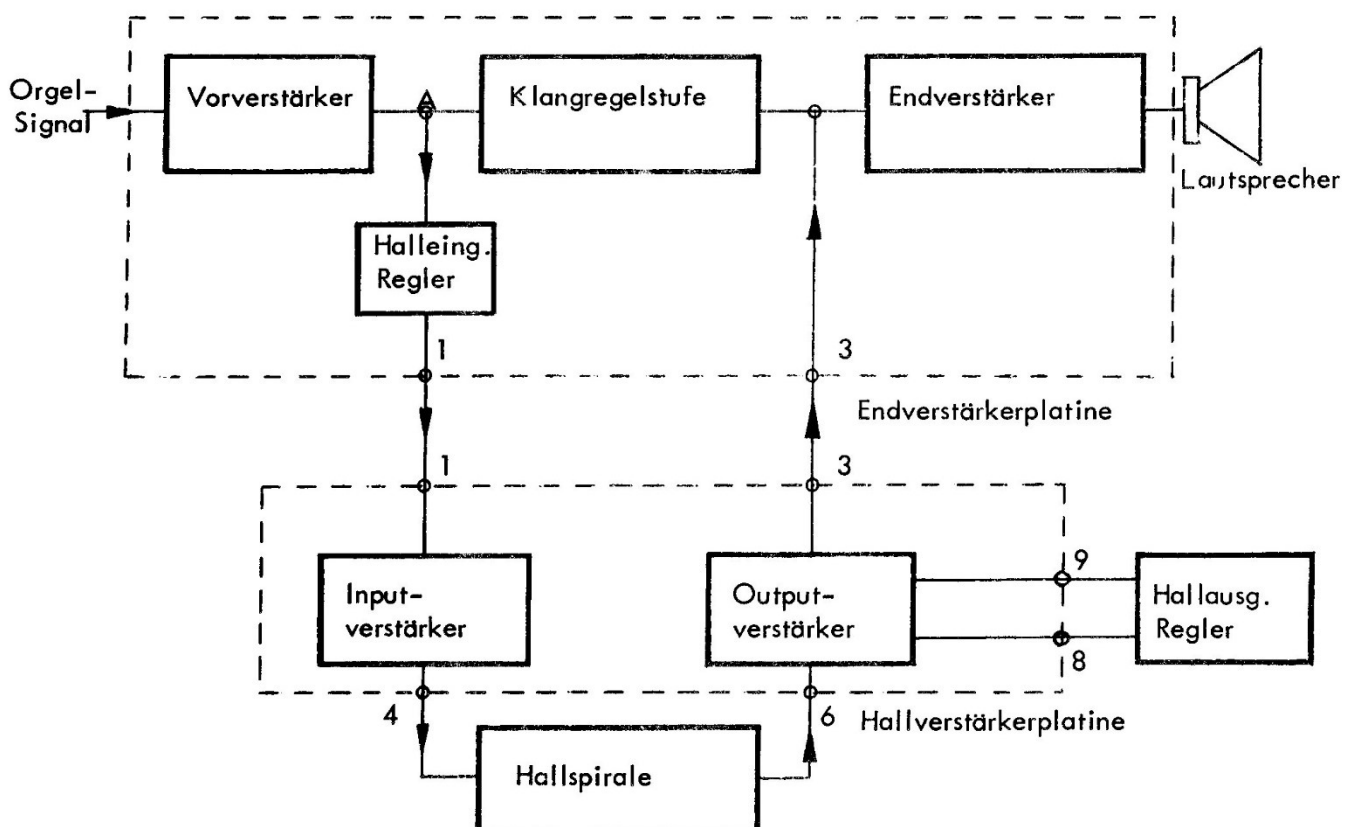 Orgel-
Signal
Vorverstärker
A
Klangregelstufe
Endverstärker
Lautsprecher
Halleing.
Regler
1
3
Endverstärkerplatine
1
3
Input-
verstärker
Output-
verstärker
9
8
Hallausg.
Regler
4
6
Hallverstärkerplatine
Hallspirale